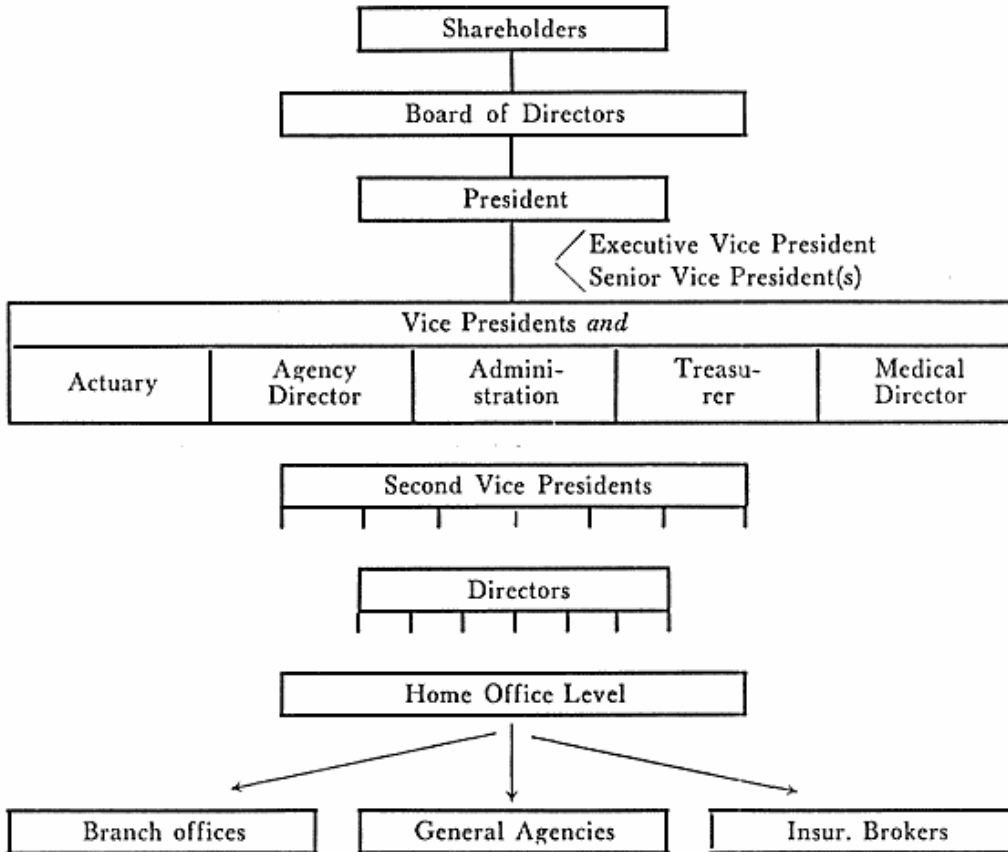 Shareholders
Board of Directors
President
Executive Vice President
Senior Vice President(s)
Vice Presidents and
Actuary
Agency
Director
Admini-
stration
Treasu-
rer
Medical
Director
Second Vice Presidents
Directors
Home Office Level
Branch offices
General Agencies
Insur. Brokers